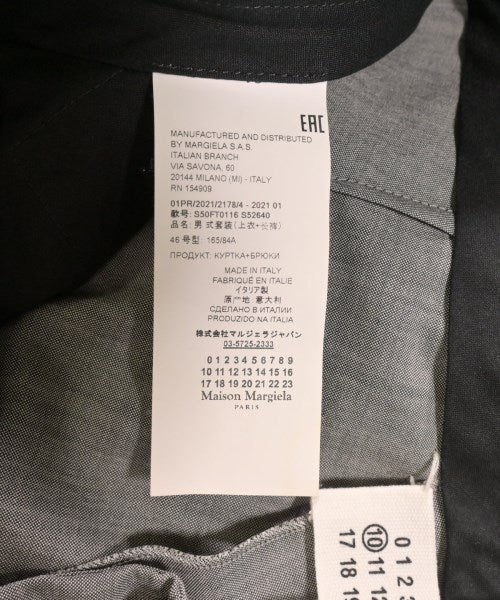 EAC
MANUFACTURED AND DISTRIBUTED
BY MARGIELA S.A.S.
ITALIAN BRANCH
VIA SAVONA, 60
20144 MILANO (MI) - ITALY
RN 154909
01PR/2021/2178/4 - 2021 01
款号: S50FT0116 S52640
品名: 男式套装(上衣+长裤)
46 号型: 165/84A
ПРОДУКТ: КУРТКА+БРЮКИ
MADE IN ITALY
FABRIQUÉ EN ITALIE
イタリア製
原产地 意大利
СДЕЛАНО В ИТАЛИИ
PRODUZIDO NA ITALIA
株式会社マルジェラジャパン
03-5725-2333
0 1 2 3 4 5 6 7 8 9
10 11 12 13 14 15 16
17 18 19 20 21 22 23
Maison Margiela
PARIS
0 1 2 3
10 11 12
17 18 19